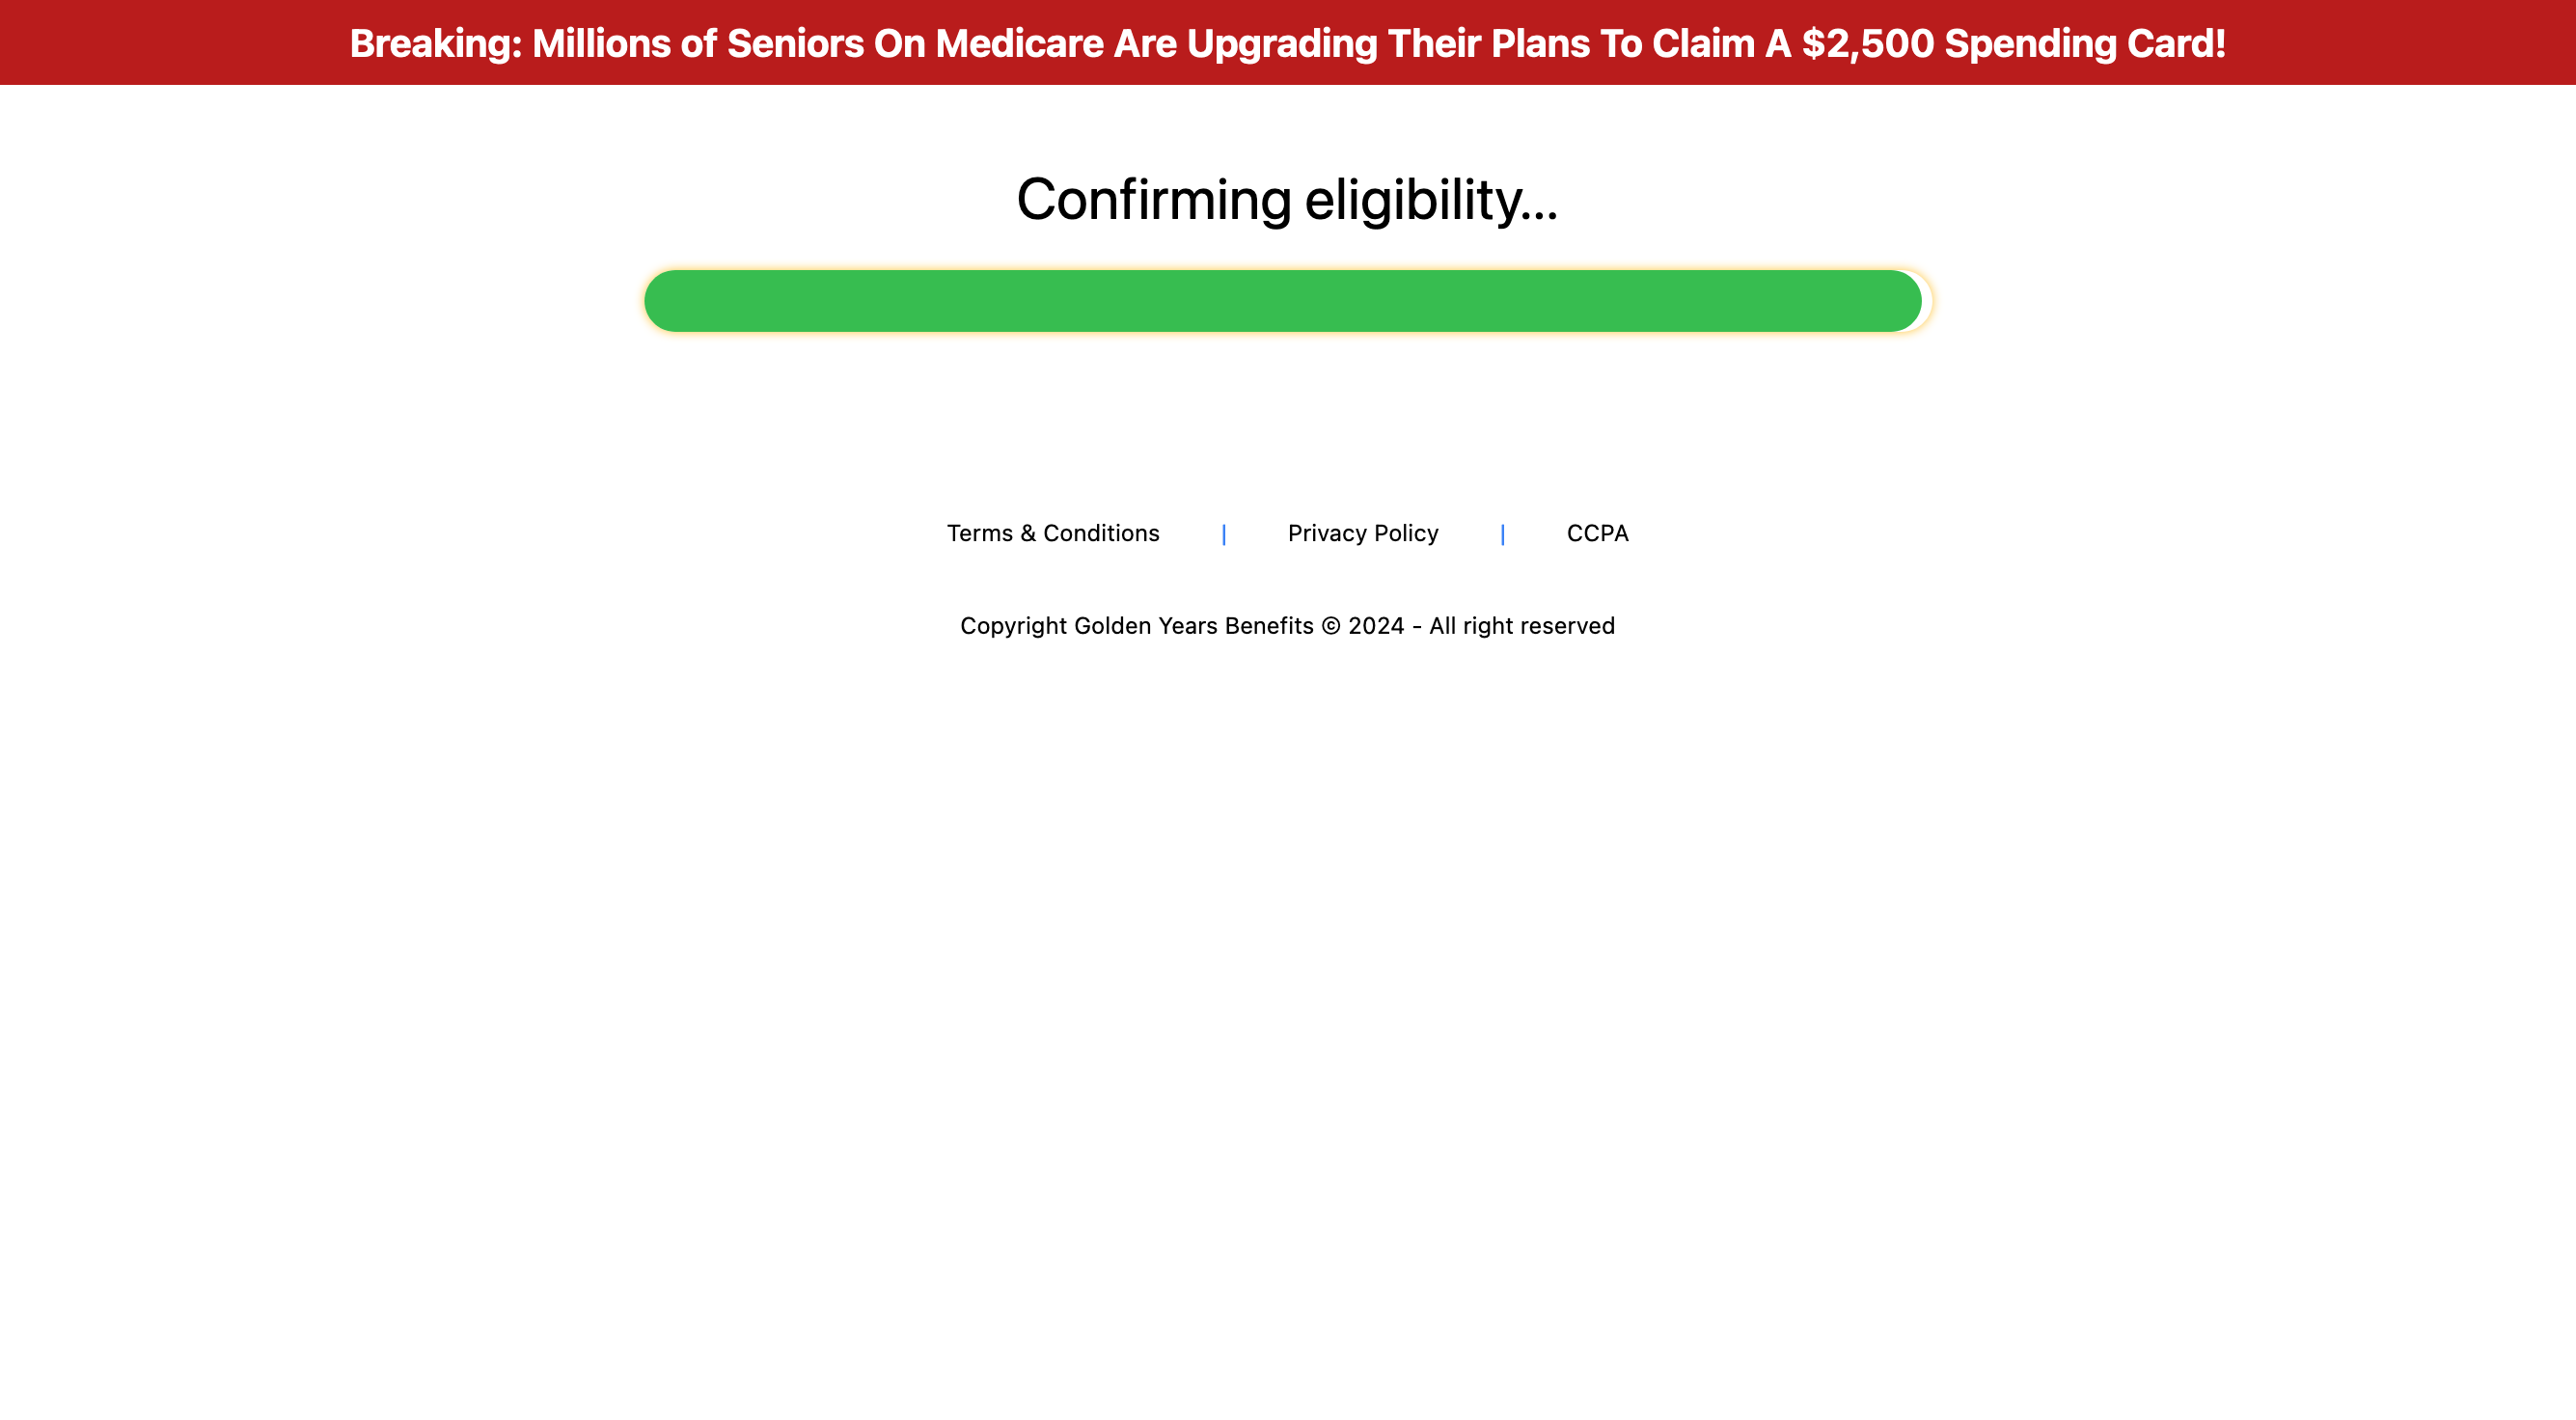 Breaking: Millions of Seniors On Medicare Are Upgrading Their Plans To Claim A $2,500 Spending Card!
Confirming eligibility...
Terms & Conditions | Privacy Policy | CCPA
Copyright Golden Years Benefits © 2024 - All right reserved